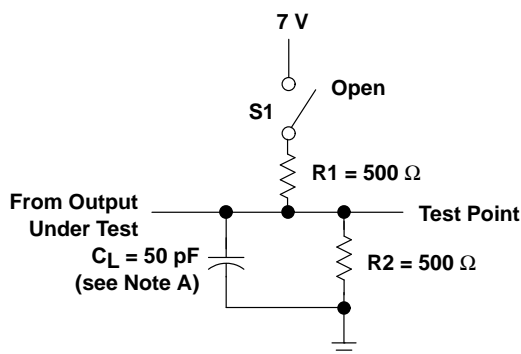 7 V
Open
S1
R1 = 500 Ω
From Output
Under Test
Test Point
CL = 50 pF
(see Note A)
R2 = 500 Ω